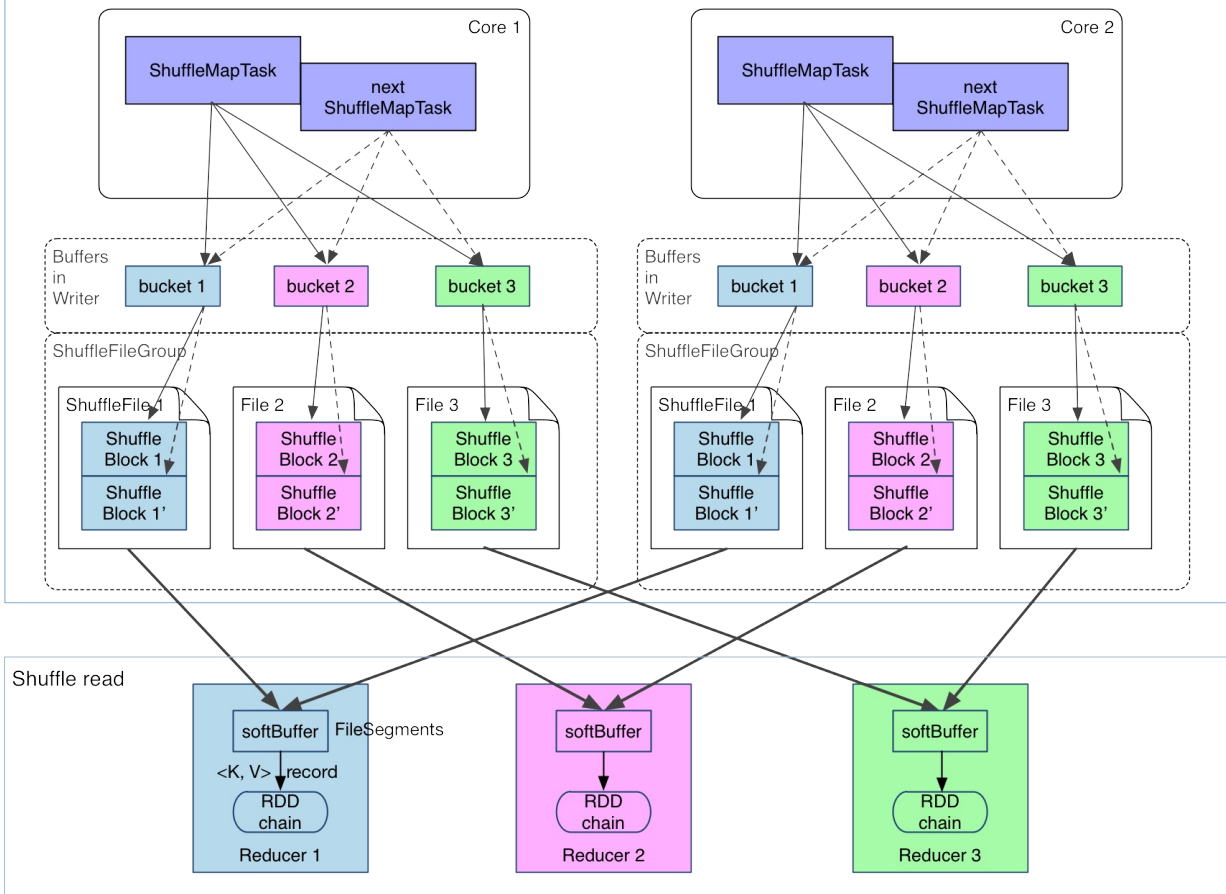 Core 1
ShuffleMapTask
next
ShuffleMapTask
Core 2
ShuffleMapTask
next
ShuffleMapTask
Buffers
in
Writer
bucket 1
bucket 2
bucket 3
Buffers
in
Writer
bucket 1
bucket 2
bucket 3
ShuffleFileGroup
ShuffleFile 1
File 2
File 3
Shuffle
Block 1
Shuffle
Block 1’
Shuffle
Block 2
Shuffle
Block 2’
Shuffle
Block 3
Shuffle
Block 3’
ShuffleFileGroup
ShuffleFile 1
File 2
File 3
Shuffle
Block 1
Shuffle
Block 1’
Shuffle
Block 2
Shuffle
Block 2’
Shuffle
Block 3
Shuffle
Block 3’
Shuffle read
softBuffer
FileSegments
<K, V> record
RDD
chain
Reducer 1
softBuffer
RDD
chain
Reducer 2
softBuffer
RDD
chain
Reducer 3